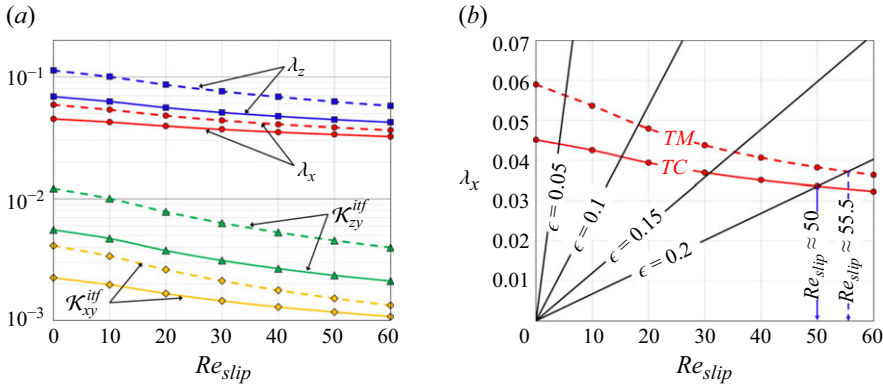 (a)
10⁻¹
10⁻²
10⁻³
λz
λx
𝒦zy^itf
𝒦xy^itf
0 10 20 30 40 50 60
Re_slip
(b)
0.07
0.06
0.05
0.04
λx
0.03
0.02
0.01
TM
TC
ϵ = 0.05
ϵ = 0.1
ϵ = 0.15
ϵ = 0.2
Re_slip ≈ 50
Re_slip ≈ 55.5
0 10 20 30 40 50 60
Re_slip